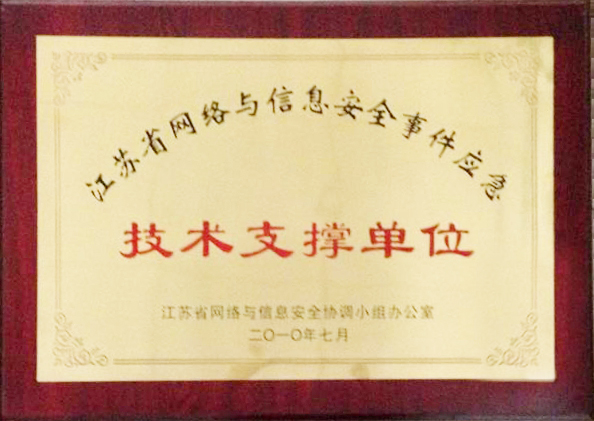 江苏省网络与信息安全事件应急
技术支撑单位
江苏省网络与信息安全协调小组办公室
二〇一〇年七月